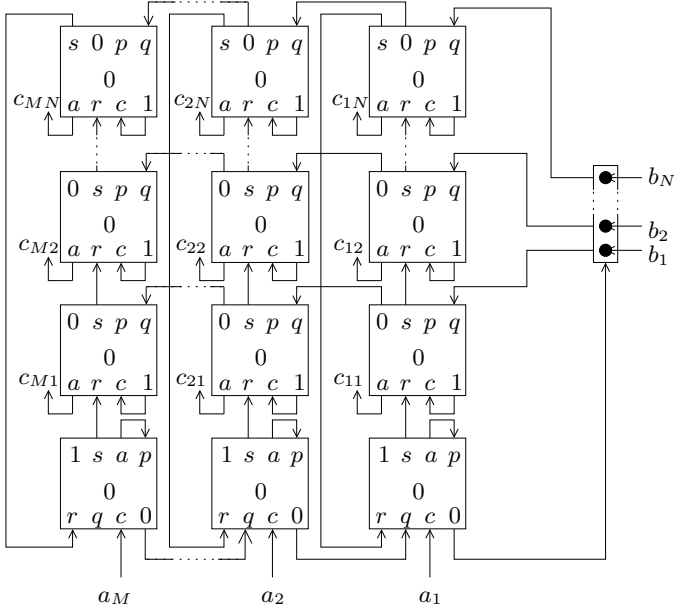 s 0 p q s 0 p q s 0 p q
0 0 0
c_{MN} a r c 1 c_{2N} a r c 1 c_{1N} a r c 1
0 s p q 0 s p q 0 s p q b_N
0 0 0 b_2
c_{M2} a r c 1 c_{22} a r c 1 c_{12} a r c 1 b_1
0 s p q 0 s p q 0 s p q
0 0 0
c_{M1} a r c 1 c_{21} a r c 1 c_{11} a r c 1
1 s a p 1 s a p 1 s a p
0 0 0
r q c 0 r q c 0 r q c 0
a_M a_2 a_1